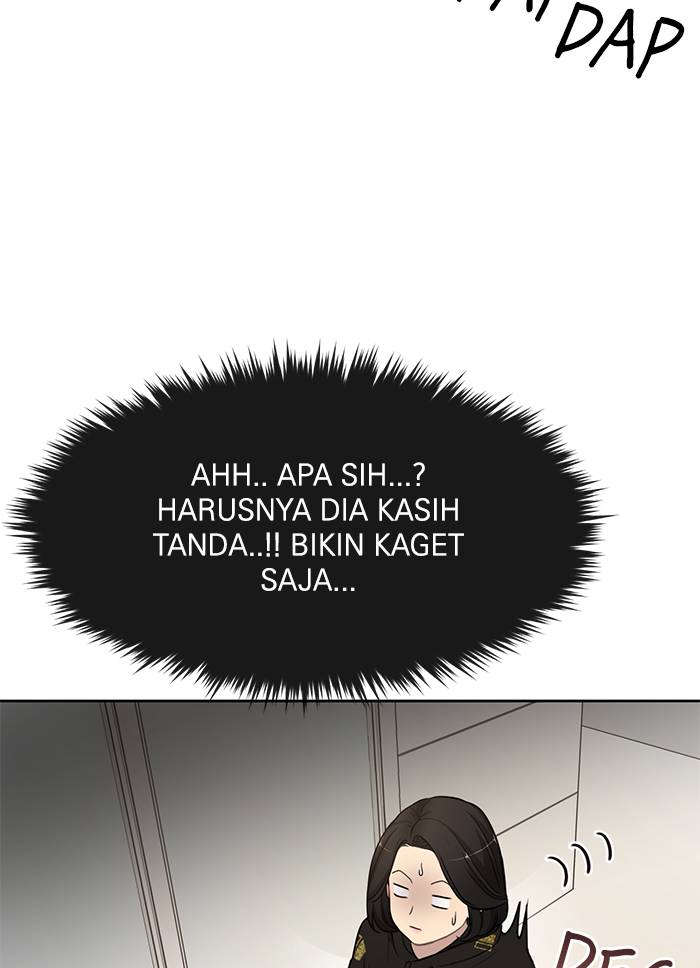 DAP
AHH.. APA SIH...?
HARUSNYA DIA KASIH
TANDA..!! BIKIN KAGET
SAJA...